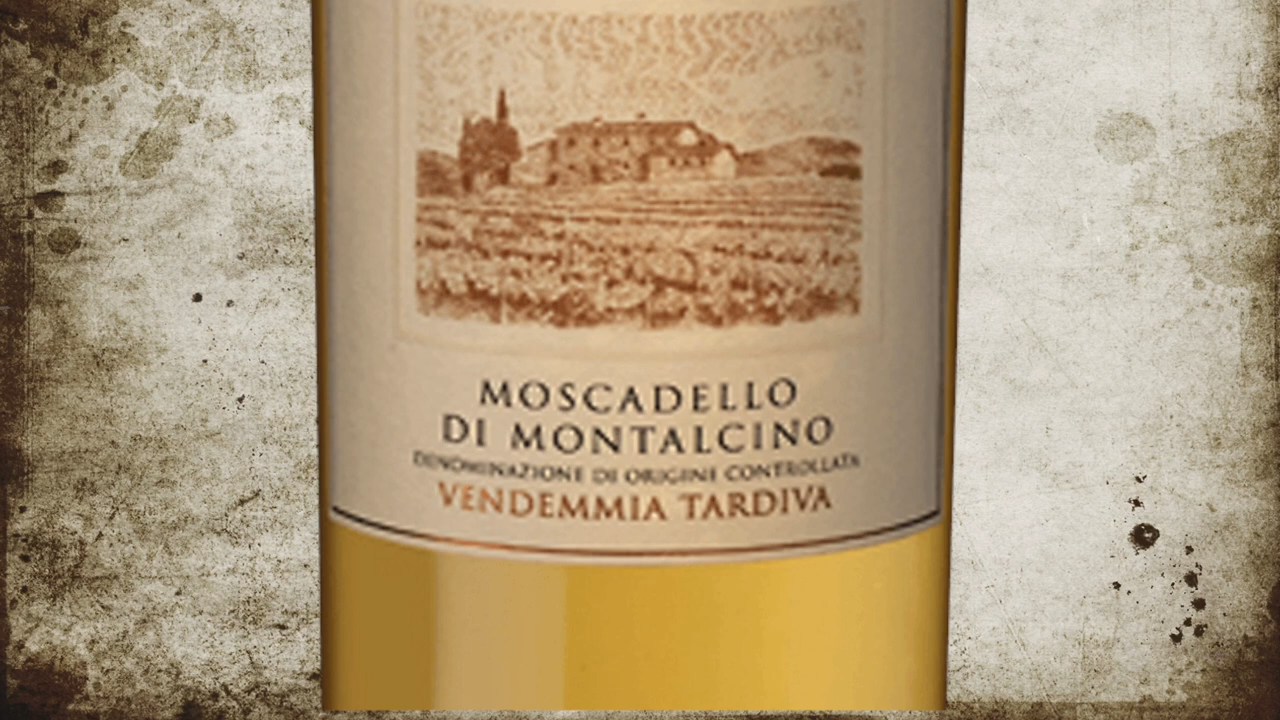 MOSCADELLO
DI MONTALCINO
DENOMINAZIONE DI ORIGINE CONTROLLATA
VENDEMMIA TARDIVA